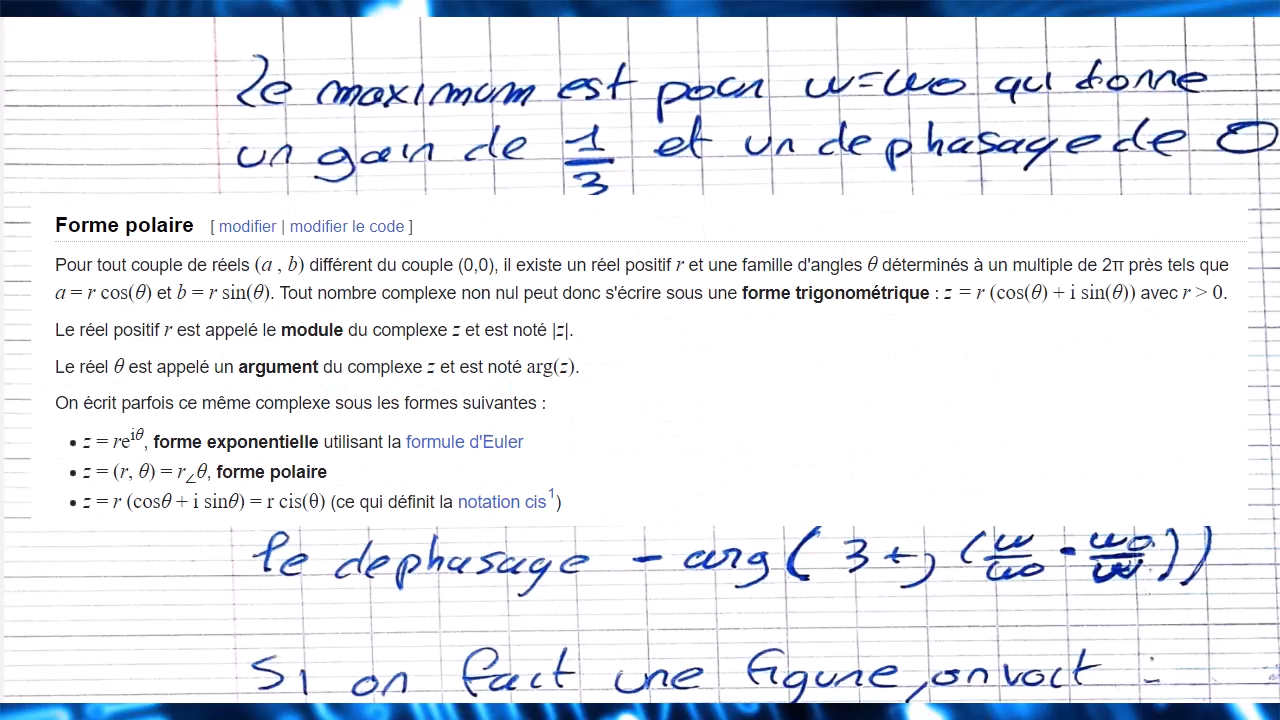 Le maximum est pour w=wo qui donne
un gain de 1/3 et un dephasage de 0
Forme polaire [ modifier | modifier le code ]
Pour tout couple de réels (a , b) différent du couple (0,0), il existe un réel positif r et une famille d'angles θ déterminés à un multiple de 2π près tels que
a = r cos(θ) et b = r sin(θ). Tout nombre complexe non nul peut donc s'écrire sous une forme trigonométrique : z = r (cos(θ) + i sin(θ)) avec r > 0.
Le réel positif r est appelé le module du complexe z et est noté |z|.
Le réel θ est appelé un argument du complexe z et est noté arg(z).
On écrit parfois ce même complexe sous les formes suivantes :
• z = re^iθ, forme exponentielle utilisant la formule d'Euler
• z = (r, θ) = r∠θ, forme polaire
• z = r (cosθ + i sinθ) = r cis(θ) (ce qui définit la notation cis¹)
le dephasage - arg( 3 + j (w/wo - wo/w))
Si on fait une figure, on voit :